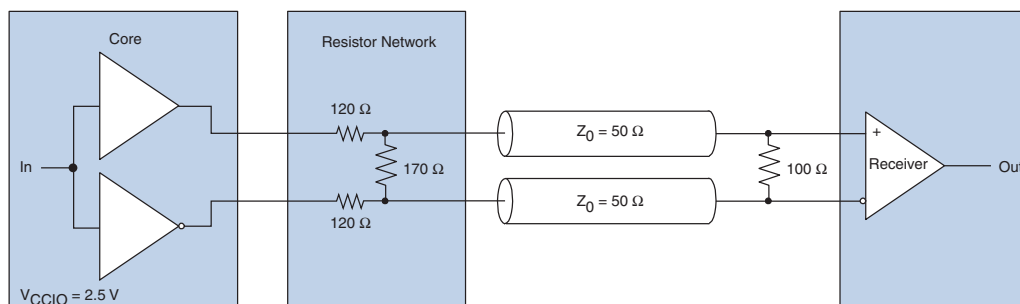 Core
Resistor Network
In
120 Ω
170 Ω
120 Ω
Z0 = 50 Ω
Z0 = 50 Ω
100 Ω
+
Receiver
Out
VCCIO = 2.5 V